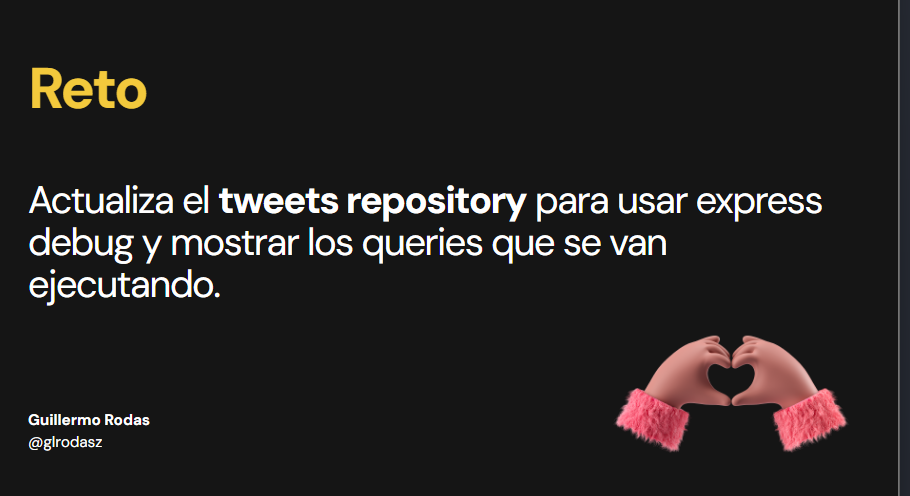 Reto
Actualiza el tweets repository para usar express
debug y mostrar los queries que se van
ejecutando.
Guillermo Rodas
@glrodasz